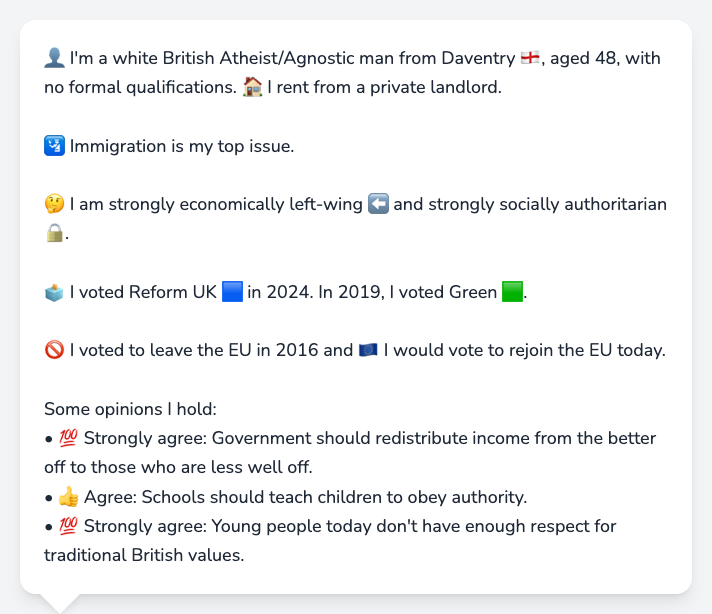 👤 I'm a white British Atheist/Agnostic man from Daventry 🏴󠁧󠁢󠁥󠁮󠁧󠁿, aged 48, with
no formal qualifications. 🏠 I rent from a private landlord.
🛂 Immigration is my top issue.
🤔 I am strongly economically left-wing ⬅️ and strongly socially authoritarian
🔒.
🗳️ I voted Reform UK 🟦 in 2024. In 2019, I voted Green 🟩.
🚫 I voted to leave the EU in 2016 and 🇪🇺 I would vote to rejoin the EU today.
Some opinions I hold:
• 💯 Strongly agree: Government should redistribute income from the better
off to those who are less well off.
• 👍 Agree: Schools should teach children to obey authority.
• 💯 Strongly agree: Young people today don't have enough respect for
traditional British values.